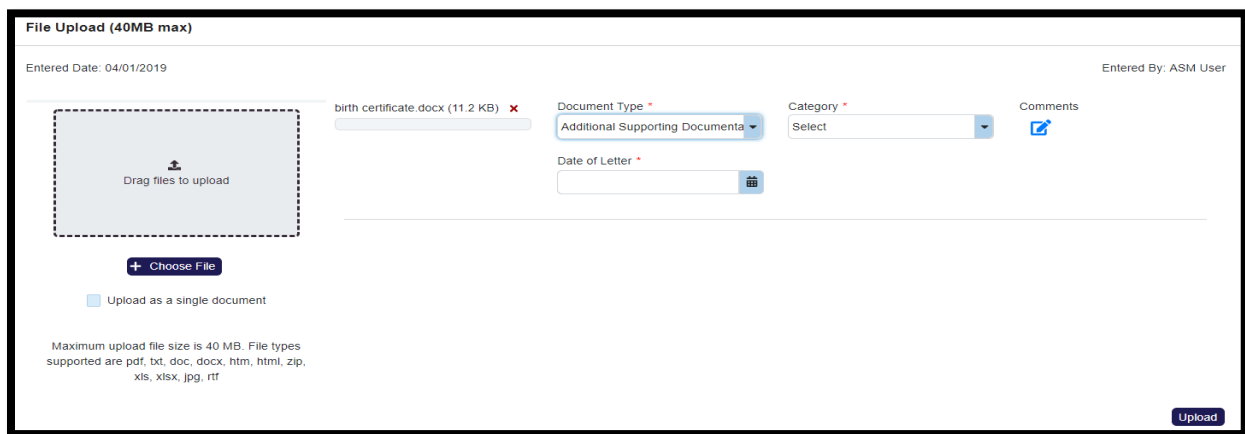 File Upload (40MB max)
Entered Date: 04/01/2019
Entered By: ASM User
Drag files to upload
+ Choose File
Upload as a single document
Maximum upload file size is 40 MB. File types
supported are pdf, txt, doc, docx, htm, html, zip,
xls, xlsx, jpg, rtf
birth certificate.docx (11.2 KB) ×
Document Type *
Additional Supporting Documenta
Date of Letter *
Category *
Select
Comments
Upload